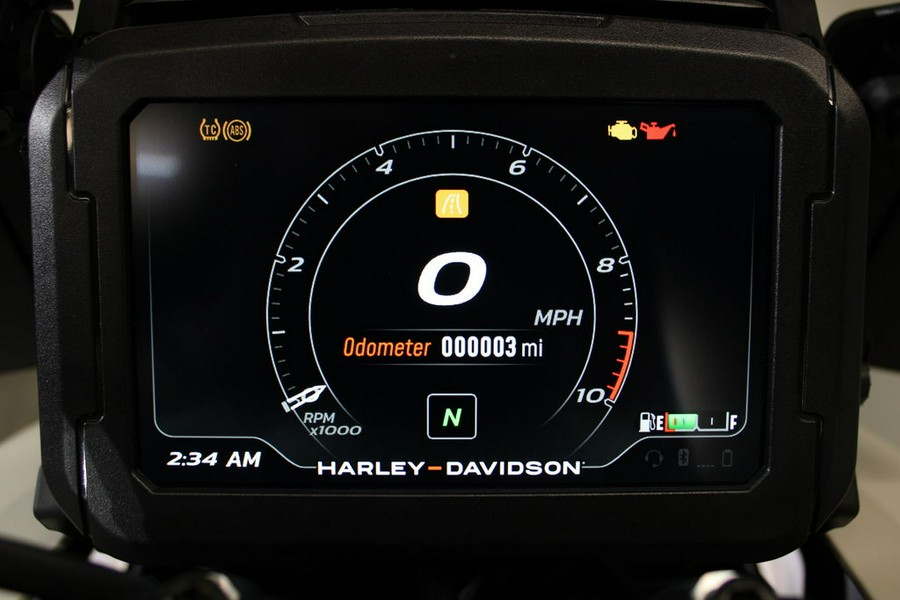 TC ABS
4 6
2 8
0
MPH
Odometer 000003 mi
10
RPM
x1000
N
E F
2:34 AM
HARLEY-DAVIDSON